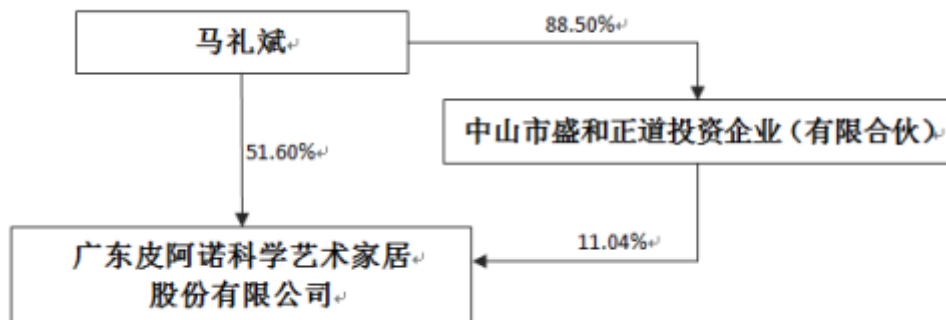 88.50%
马礼斌
中山市盛和正道投资企业（有限合伙）
51.60%
11.04%
广东皮阿诺科学艺术家居
股份有限公司